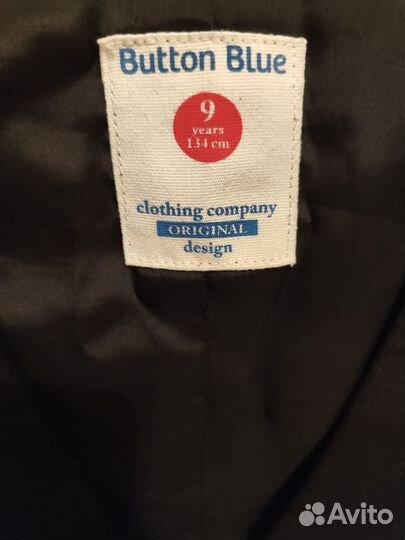 Button Blue
9
years
134 cm
clothing company
ORIGINAL
design
Avito